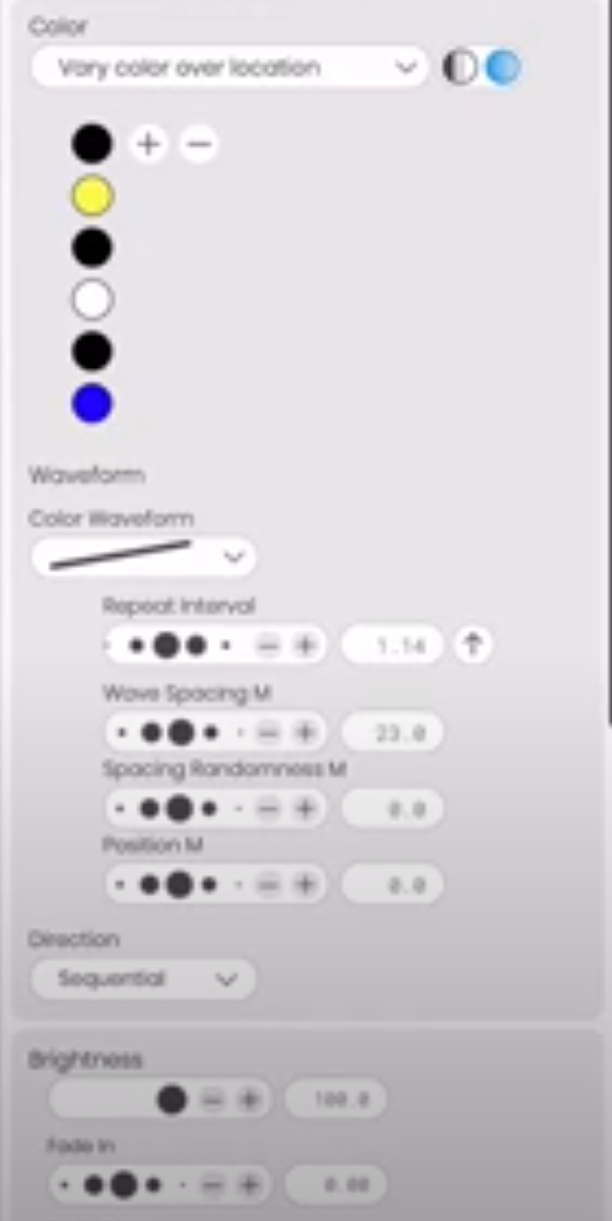 Color
Vary color over location
Waveform
Color Waveform
Repeat Interval
1.14
Wave Spacing M
23.0
Spacing Randomness M
0.0
Position M
0.0
Direction
Sequential
Brightness
100.0
Fade In
0.00